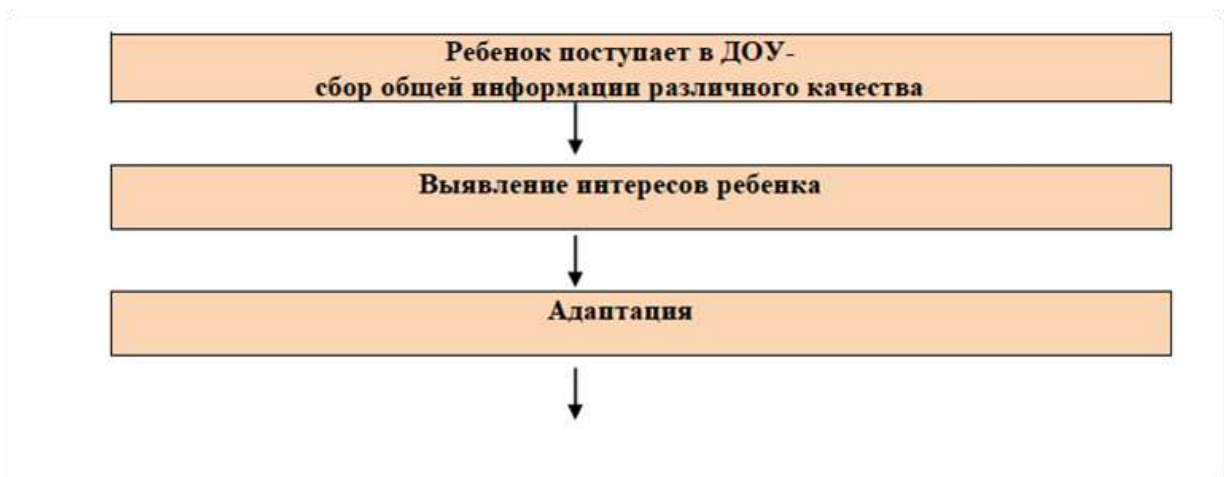 Ребенок поступает в ДОУ-
сбор общей информации различного качества
Выявление интересов ребенка
Адаптация